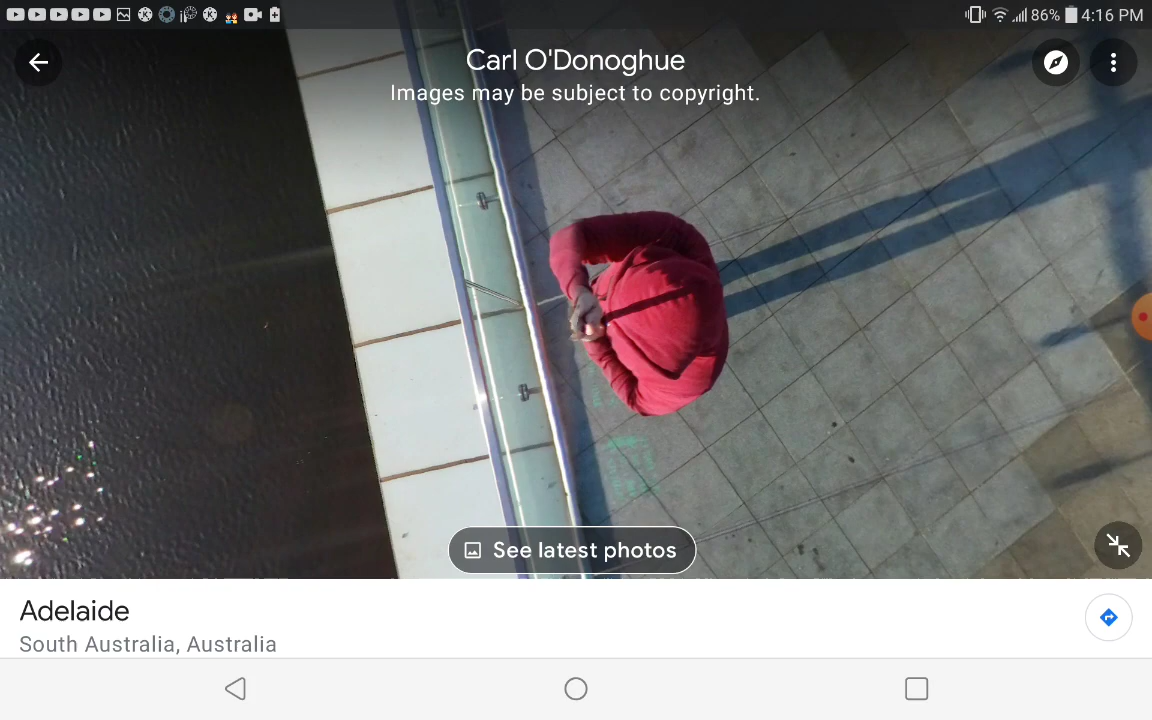 86% 4:16 PM
Carl O'Donoghue
Images may be subject to copyright.
See latest photos
Adelaide
South Australia, Australia